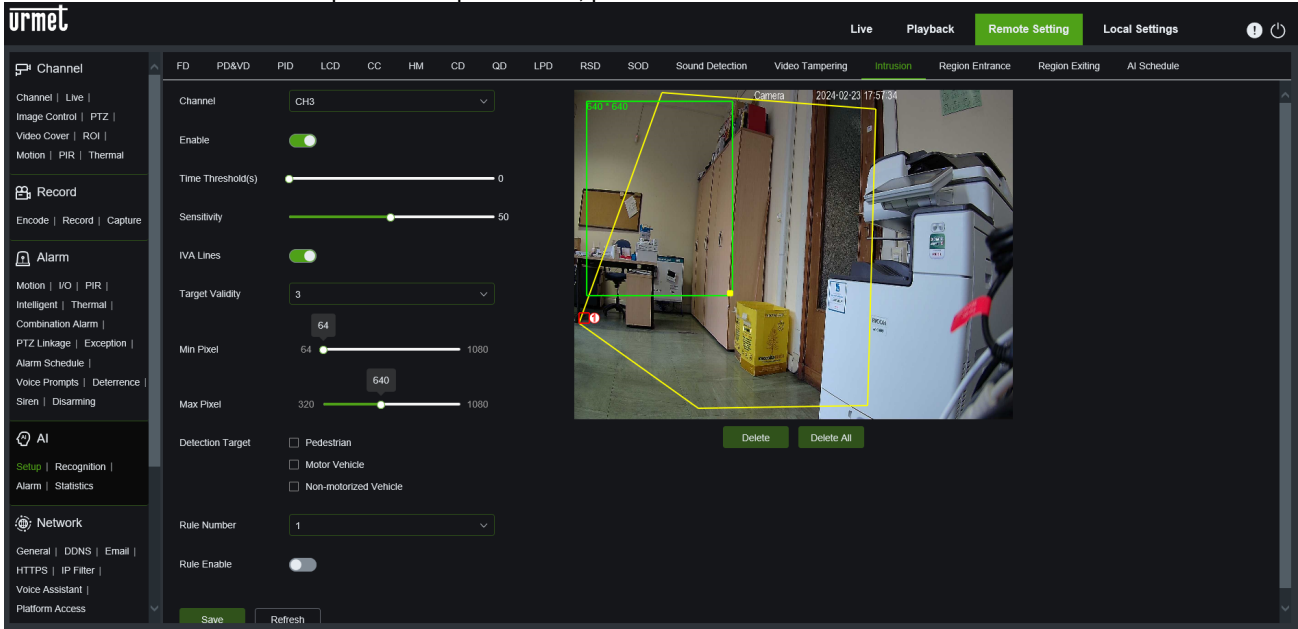 urmet
Live Playback Remote Setting Local Settings
Channel
Channel | Live |
Image Control | PTZ |
Video Cover | ROI |
Motion | PIR | Thermal
Record
Encode | Record | Capture
Alarm
Motion | I/O | PIR |
Intelligent | Thermal |
Combination Alarm |
PTZ Linkage | Exception |
Alarm Schedule |
Voice Prompts | Deterrence |
Siren | Disarming
AI
Setup | Recognition |
Alarm | Statistics
Network
General | DDNS | Email |
HTTPS | IP Filter |
Voice Assistant |
Platform Access
FD PD&VD PID LCD CC HM CD QD LPD RSD SOD Sound Detection Video Tampering Intrusion Region Entrance Region Exiting AI Schedule
Channel CH3
Enable
Time Threshold(s) 0
Sensitivity 50
IVA Lines
Target Validity 3
64
Min Pixel 64 1080
640
Max Pixel 320 1080
Detection Target Pedestrian
Motor Vehicle
Non-motorized Vehicle
Rule Number 1
Rule Enable
Save Refresh
640 * 640
Camera 2024-02-23 17:57:34
1
Delete Delete All